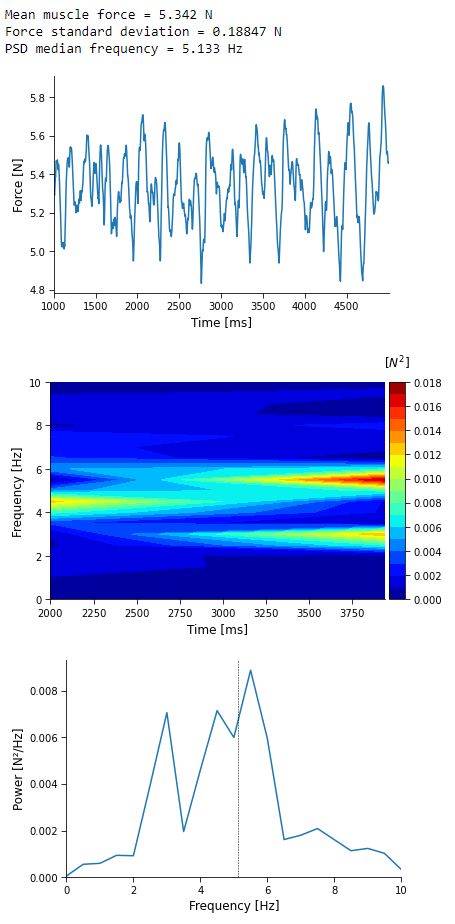 Mean muscle force = 5.342 N
Force standard deviation = 0.18847 N
PSD median frequency = 5.133 Hz
5.8
5.6
5.4
5.2
5.0
4.8
Force [N]
1000 1500 2000 2500 3000 3500 4000 4500
Time [ms]
[N²]
10
8
6
4
2
0
Frequency [Hz]
0.018
0.016
0.014
0.012
0.010
0.008
0.006
0.004
0.002
0.000
2000 2250 2500 2750 3000 3250 3500 3750
Time [ms]
0.008
0.006
0.004
0.002
0.000
Power [N²/Hz]
0 2 4 6 8 10
Frequency [Hz]